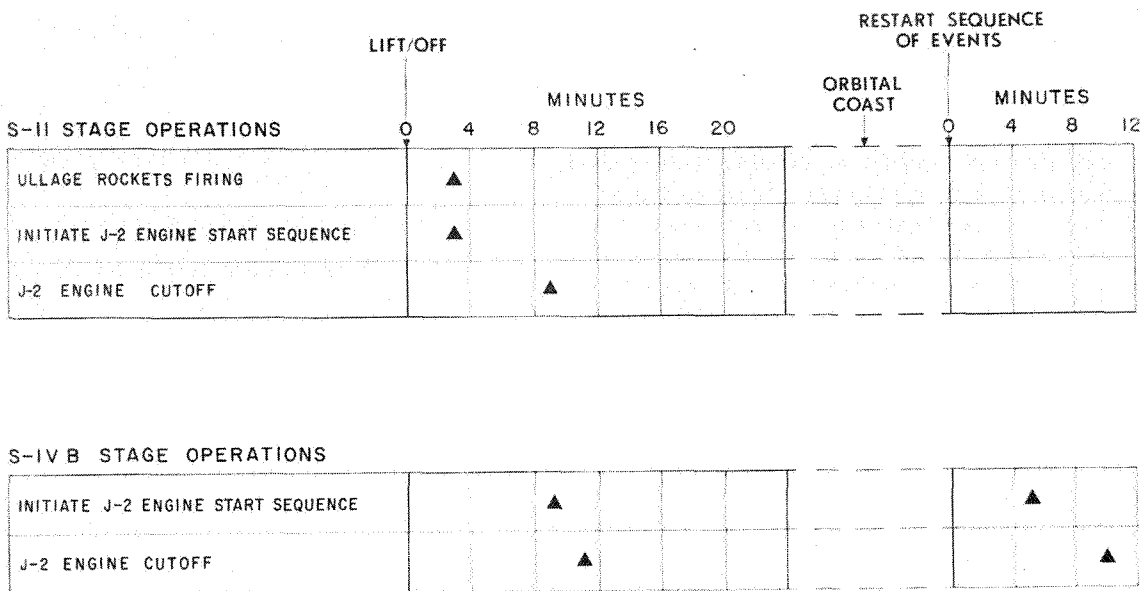 RESTART SEQUENCE
OF EVENTS
LIFT/OFF
ORBITAL
COAST
MINUTES
MINUTES
S-II STAGE OPERATIONS
0 4 8 12 16 20 0 4 8 12
ULLAGE ROCKETS FIRING
INITIATE J-2 ENGINE START SEQUENCE
J-2 ENGINE CUTOFF
S-IV B STAGE OPERATIONS
INITIATE J-2 ENGINE START SEQUENCE
J-2 ENGINE CUTOFF